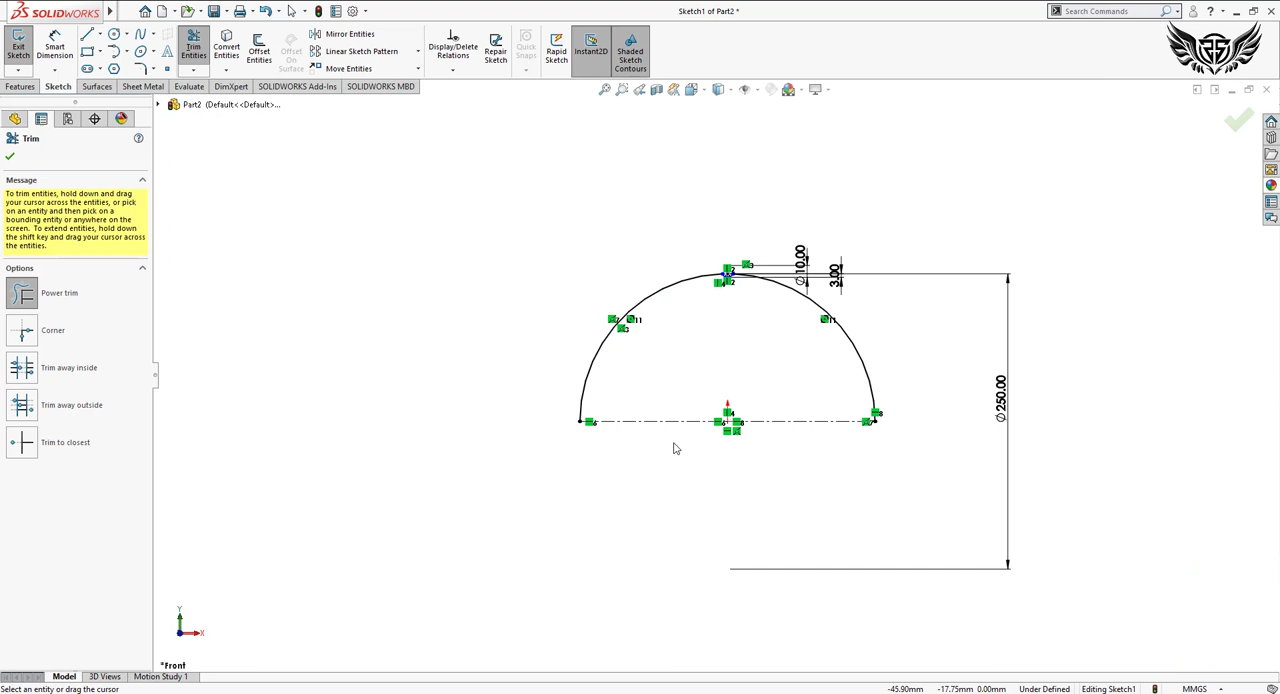 SOLIDWORKS
Sketch1 of Part2 *
Search Commands
?
Exit Sketch
Smart Dimension
Trim Entities
Convert Entities
Offset Entities
Offset On Surface
Mirror Entities
Linear Sketch Pattern
Move Entities
Display/Delete Relations
Repair Sketch
Quick Snaps
Rapid Sketch
Instant2D
Shaded Sketch Contours
Features
Sketch
Surfaces
Sheet Metal
Evaluate
DimXpert
SOLIDWORKS Add-Ins
SOLIDWORKS MBD
Part2 (Default<<Default>...
Trim
Message
To trim entities, hold down and drag
your cursor across the entities, or pick
on an entity and then pick on a
bounding entity or anywhere on the
screen. To extend entities, hold down
the shift key and drag your cursor across
the entities.
Options
Power trim
Corner
Trim away inside
Trim away outside
Trim to closest
∅10.00
3.00
∅250.00
Y
X
*Front
Model
3D Views
Motion Study 1
Select an entity or drag the cursor
-45.90mm
-17.75mm 0.00mm
Under Defined
Editing Sketch1
MMGS